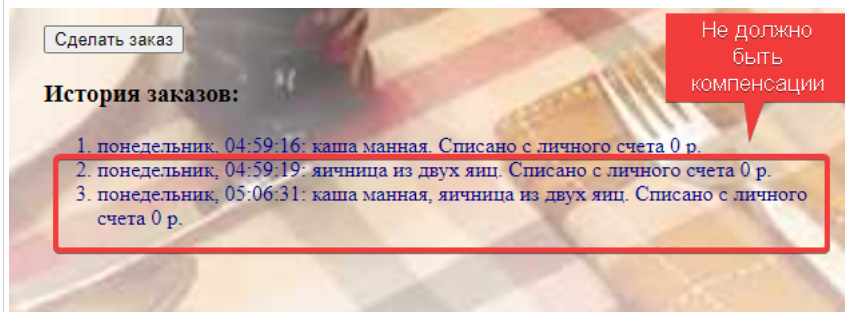 Не должно
быть
компенсации
Сделать заказ
История заказов:
1. понедельник, 04:59:16: каша манная. Списано с личного счета 0 р.
2. понедельник, 04:59:19: яичница из двух яиц. Списано с личного счета 0 р.
3. понедельник, 05:06:31: каша манная, яичница из двух яиц. Списано с личного
счета 0 р.